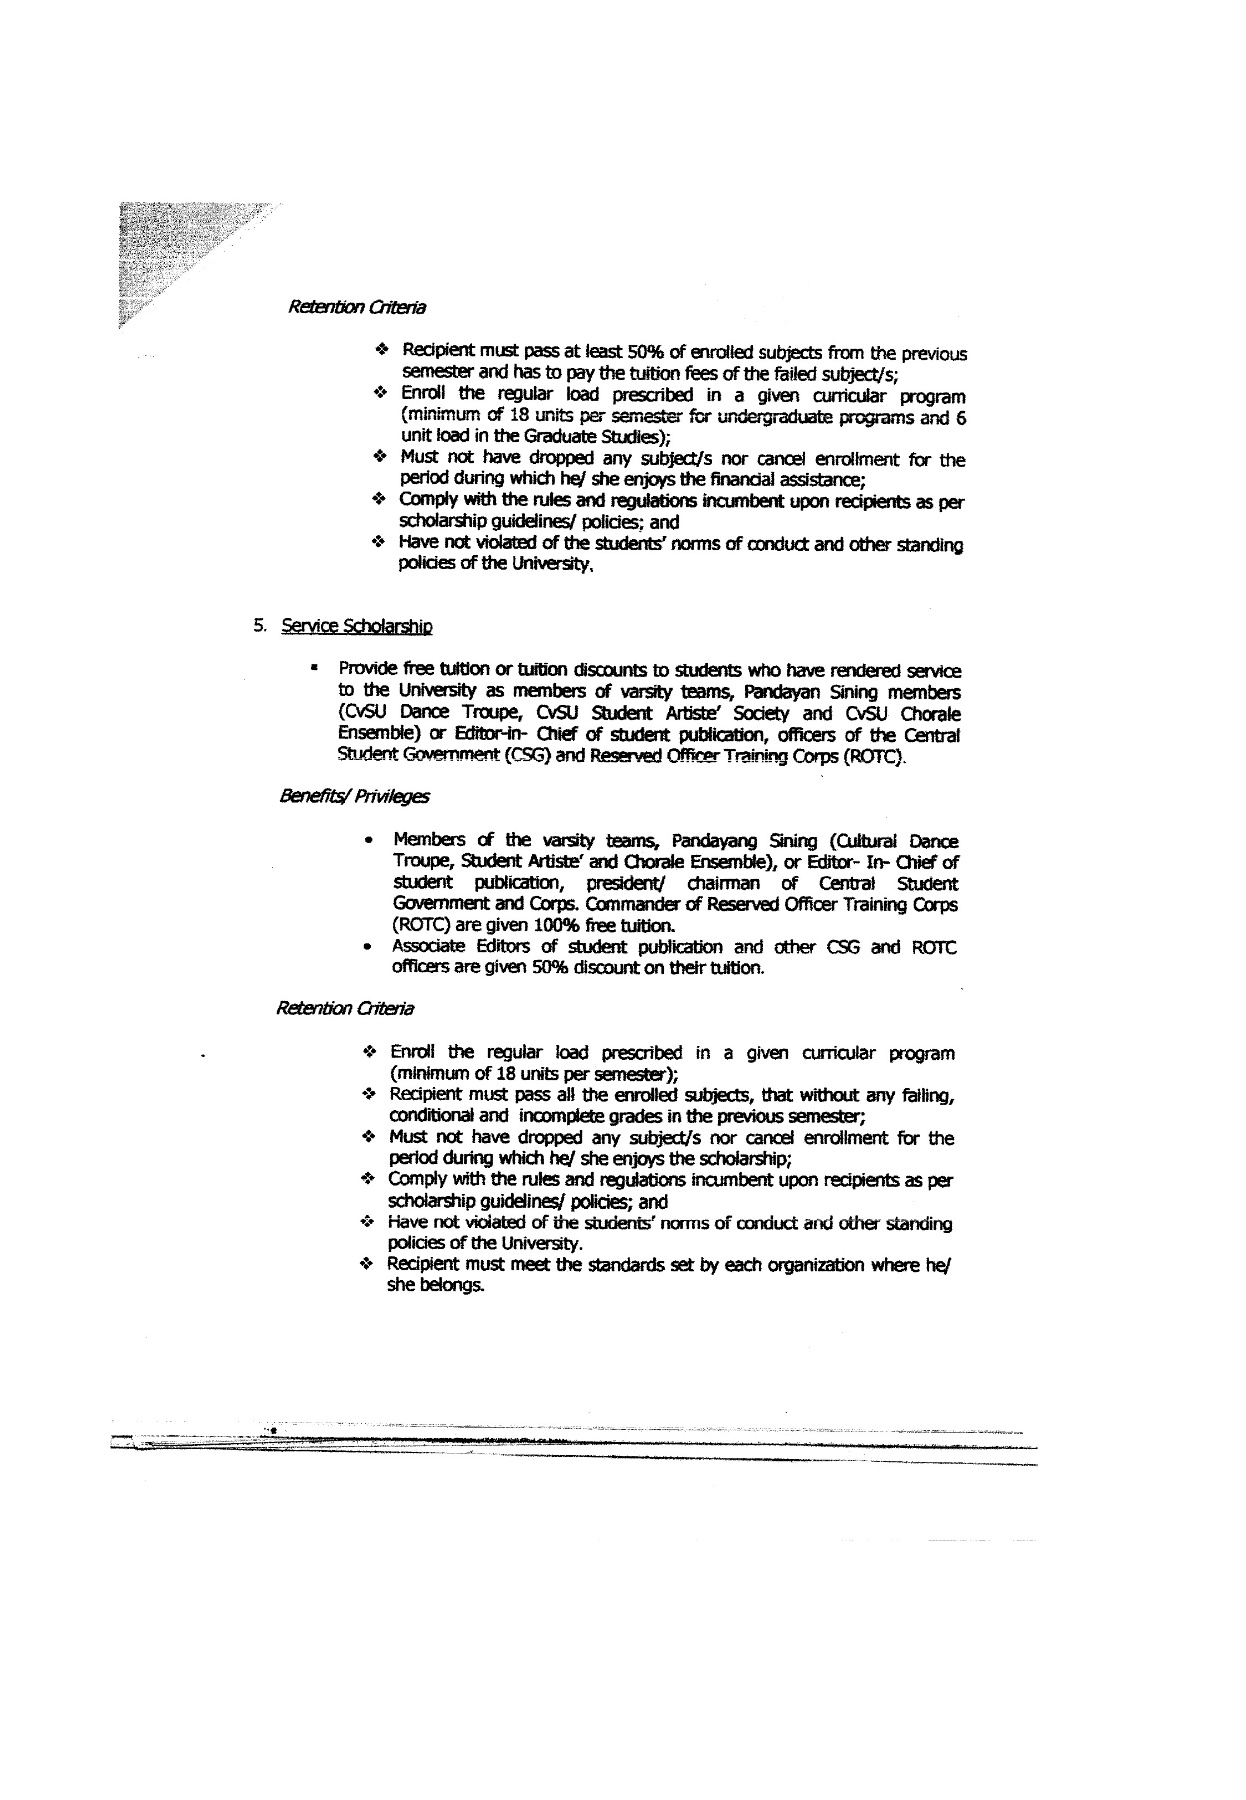 Retention Criteria
❖ Recipient must pass at least 50% of enrolled subjects from the previous
semester and has to pay the tuition fees of the failed subject/s;
❖ Enroll the regular load prescribed in a given curricular program
(minimum of 18 units per semester for undergraduate programs and 6
unit load in the Graduate Studies);
❖ Must not have dropped any subject/s nor cancel enrollment for the
period during which he/ she enjoys the financial assistance;
❖ Comply with the rules and regulations incumbent upon recipients as per
scholarship guidelines/ policies; and
❖ Have not violated of the students' norms of conduct and other standing
policies of the University.
5. Service Scholarship
▪ Provide free tuition or tuition discounts to students who have rendered service
to the University as members of varsity teams, Pandayan Sining members
(CvSU Dance Troupe, CvSU Student Artiste' Society and CvSU Chorale
Ensemble) or Editor-in- Chief of student publication, officers of the Central
Student Government (CSG) and Reserved Officer Training Corps (ROTC).
Benefits/ Privileges
• Members of the varsity teams, Pandayang Sining (Cultural Dance
Troupe, Student Artiste' and Chorale Ensemble), or Editor- In- Chief of
student publication, president/ chairman of Central Student
Government and Corps. Commander of Reserved Officer Training Corps
(ROTC) are given 100% free tuition.
• Associate Editors of student publication and other CSG and ROTC
officers are given 50% discount on their tuition.
Retention Criteria
❖ Enroll the regular load prescribed in a given curricular program
(minimum of 18 units per semester);
❖ Recipient must pass all the enrolled subjects, that without any failing,
conditional and incomplete grades in the previous semester;
❖ Must not have dropped any subject/s nor cancel enrollment for the
period during which he/ she enjoys the scholarship;
❖ Comply with the rules and regulations incumbent upon recipients as per
scholarship guidelines/ policies; and
❖ Have not violated of the students' norms of conduct and other standing
policies of the University.
❖ Recipient must meet the standards set by each organization where he/
she belongs.